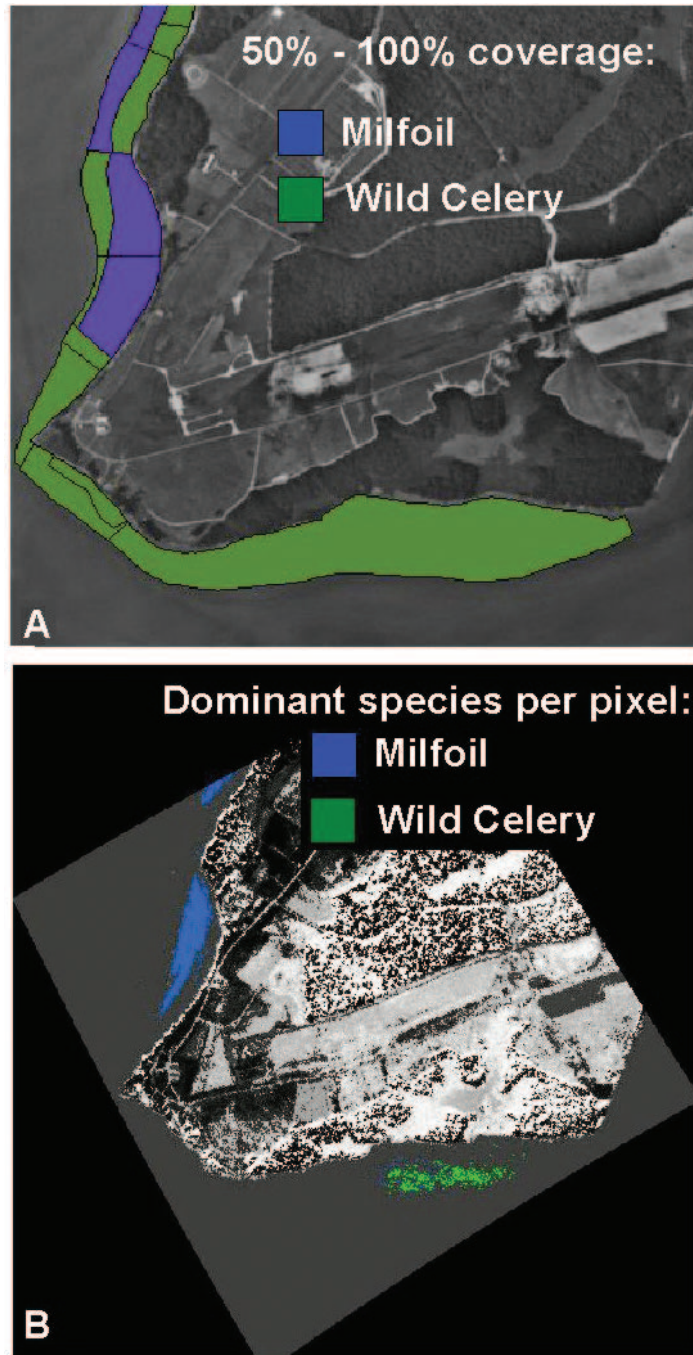 50% - 100% coverage:
Milfoil
Wild Celery
A
Dominant species per pixel:
Milfoil
Wild Celery
B